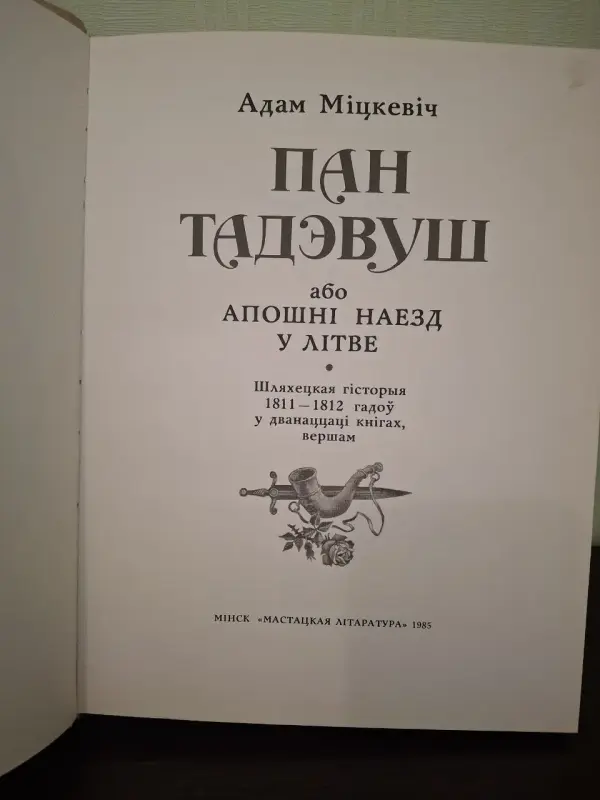 Адам Міцкевіч
ПАН
ТАДЭВУШ
або
АПОШНІ НАЕЗД
У ЛІТВЕ
Шляхецкая гісторыя
1811—1812 гадоў
у дванаццаці кнігах,
вершам
МІНСК «МАСТАЦКАЯ ЛІТАРАТУРА» 1985